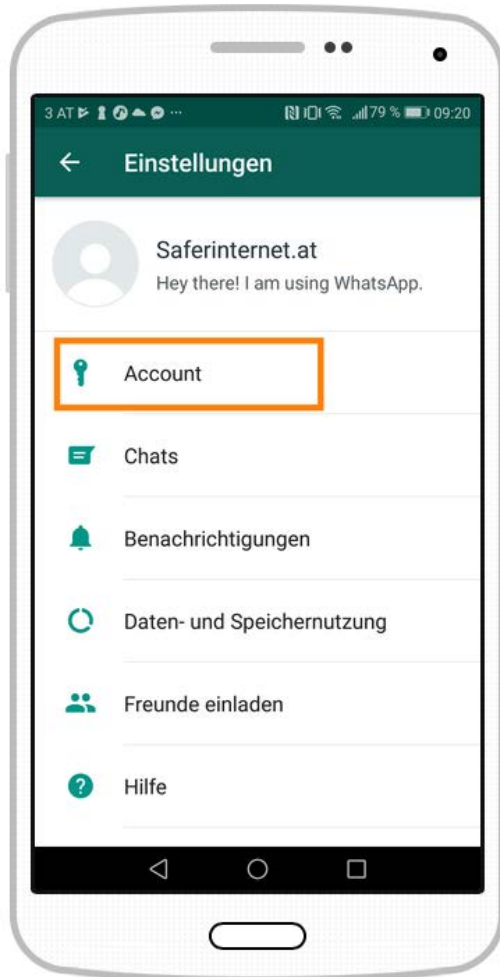 3 AT ... 79 % 09:20
Einstellungen
Saferinternet.at
Hey there! I am using WhatsApp.
Account
Chats
Benachrichtigungen
Daten- und Speichernutzung
Freunde einladen
Hilfe